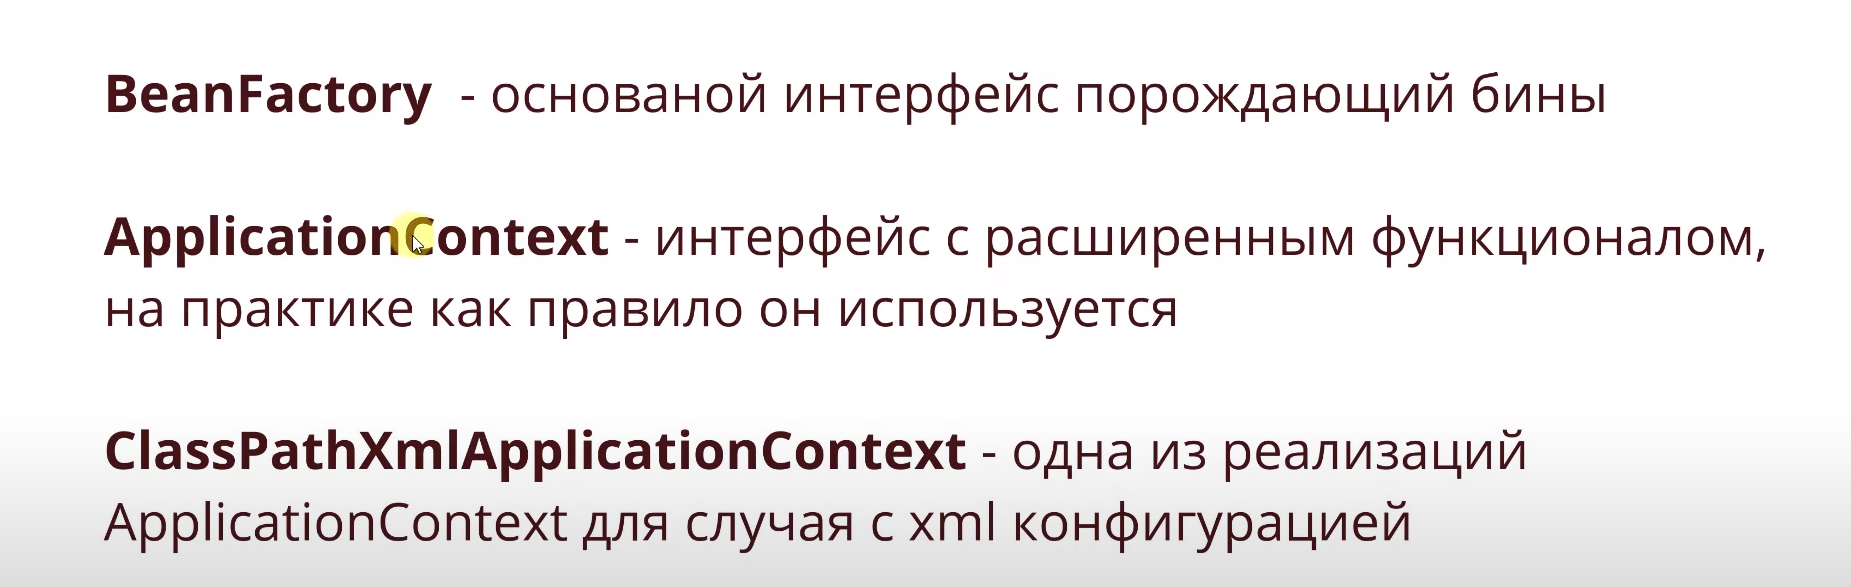 BeanFactory - основаной интерфейс порождающий бины
ApplicationContext - интерфейс с расширенным функционалом,
на практике как правило он используется
ClassPathXmlApplicationContext - одна из реализаций
ApplicationContext для случая с xml конфигурацией